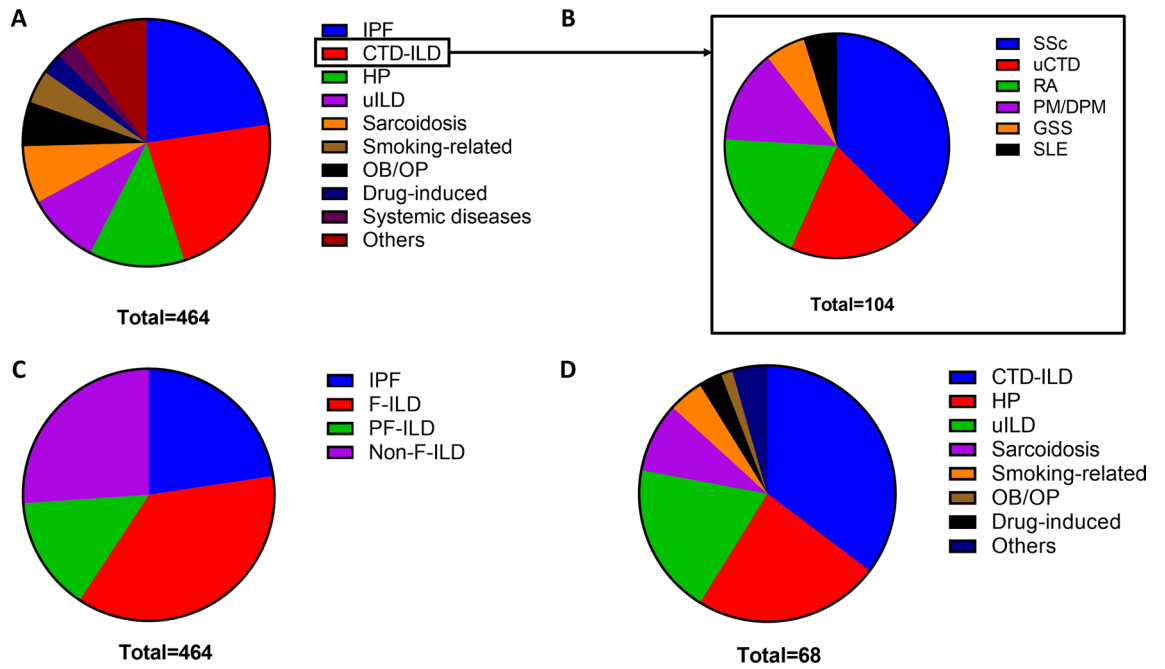 A
IPF
CTD-ILD
HP
uILD
Sarcoidosis
Smoking-related
OB/OP
Drug-induced
Systemic diseases
Others
Total=464
B
SSc
uCTD
RA
PM/DPM
GSS
SLE
Total=104
C
IPF
F-ILD
PF-ILD
Non-F-ILD
Total=464
D
CTD-ILD
HP
uILD
Sarcoidosis
Smoking-related
OB/OP
Drug-induced
Others
Total=68